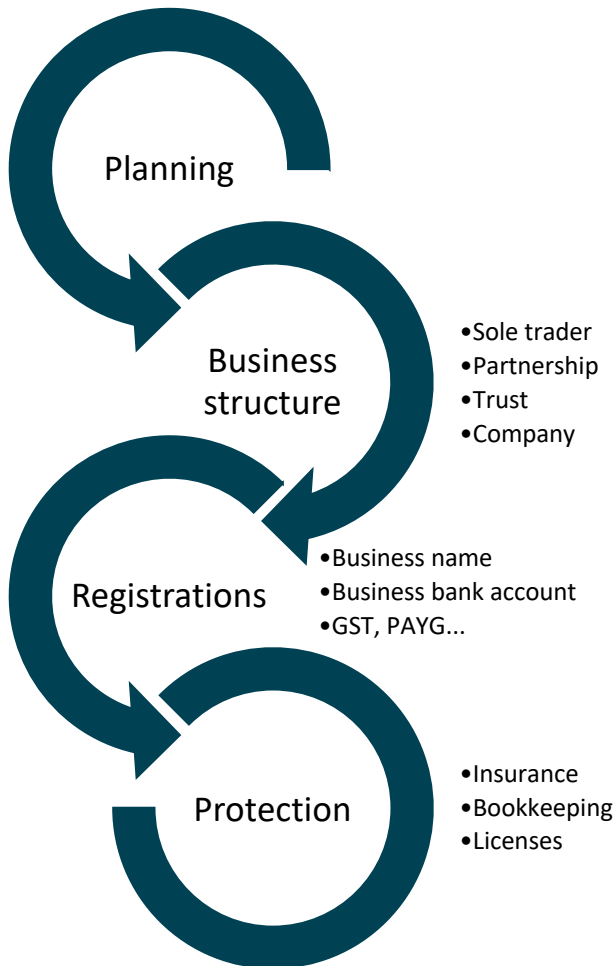 Planning
Business
structure
•Sole trader
•Partnership
•Trust
•Company
Registrations
•Business name
•Business bank account
•GST, PAYG...
Protection
•Insurance
•Bookkeeping
•Licenses